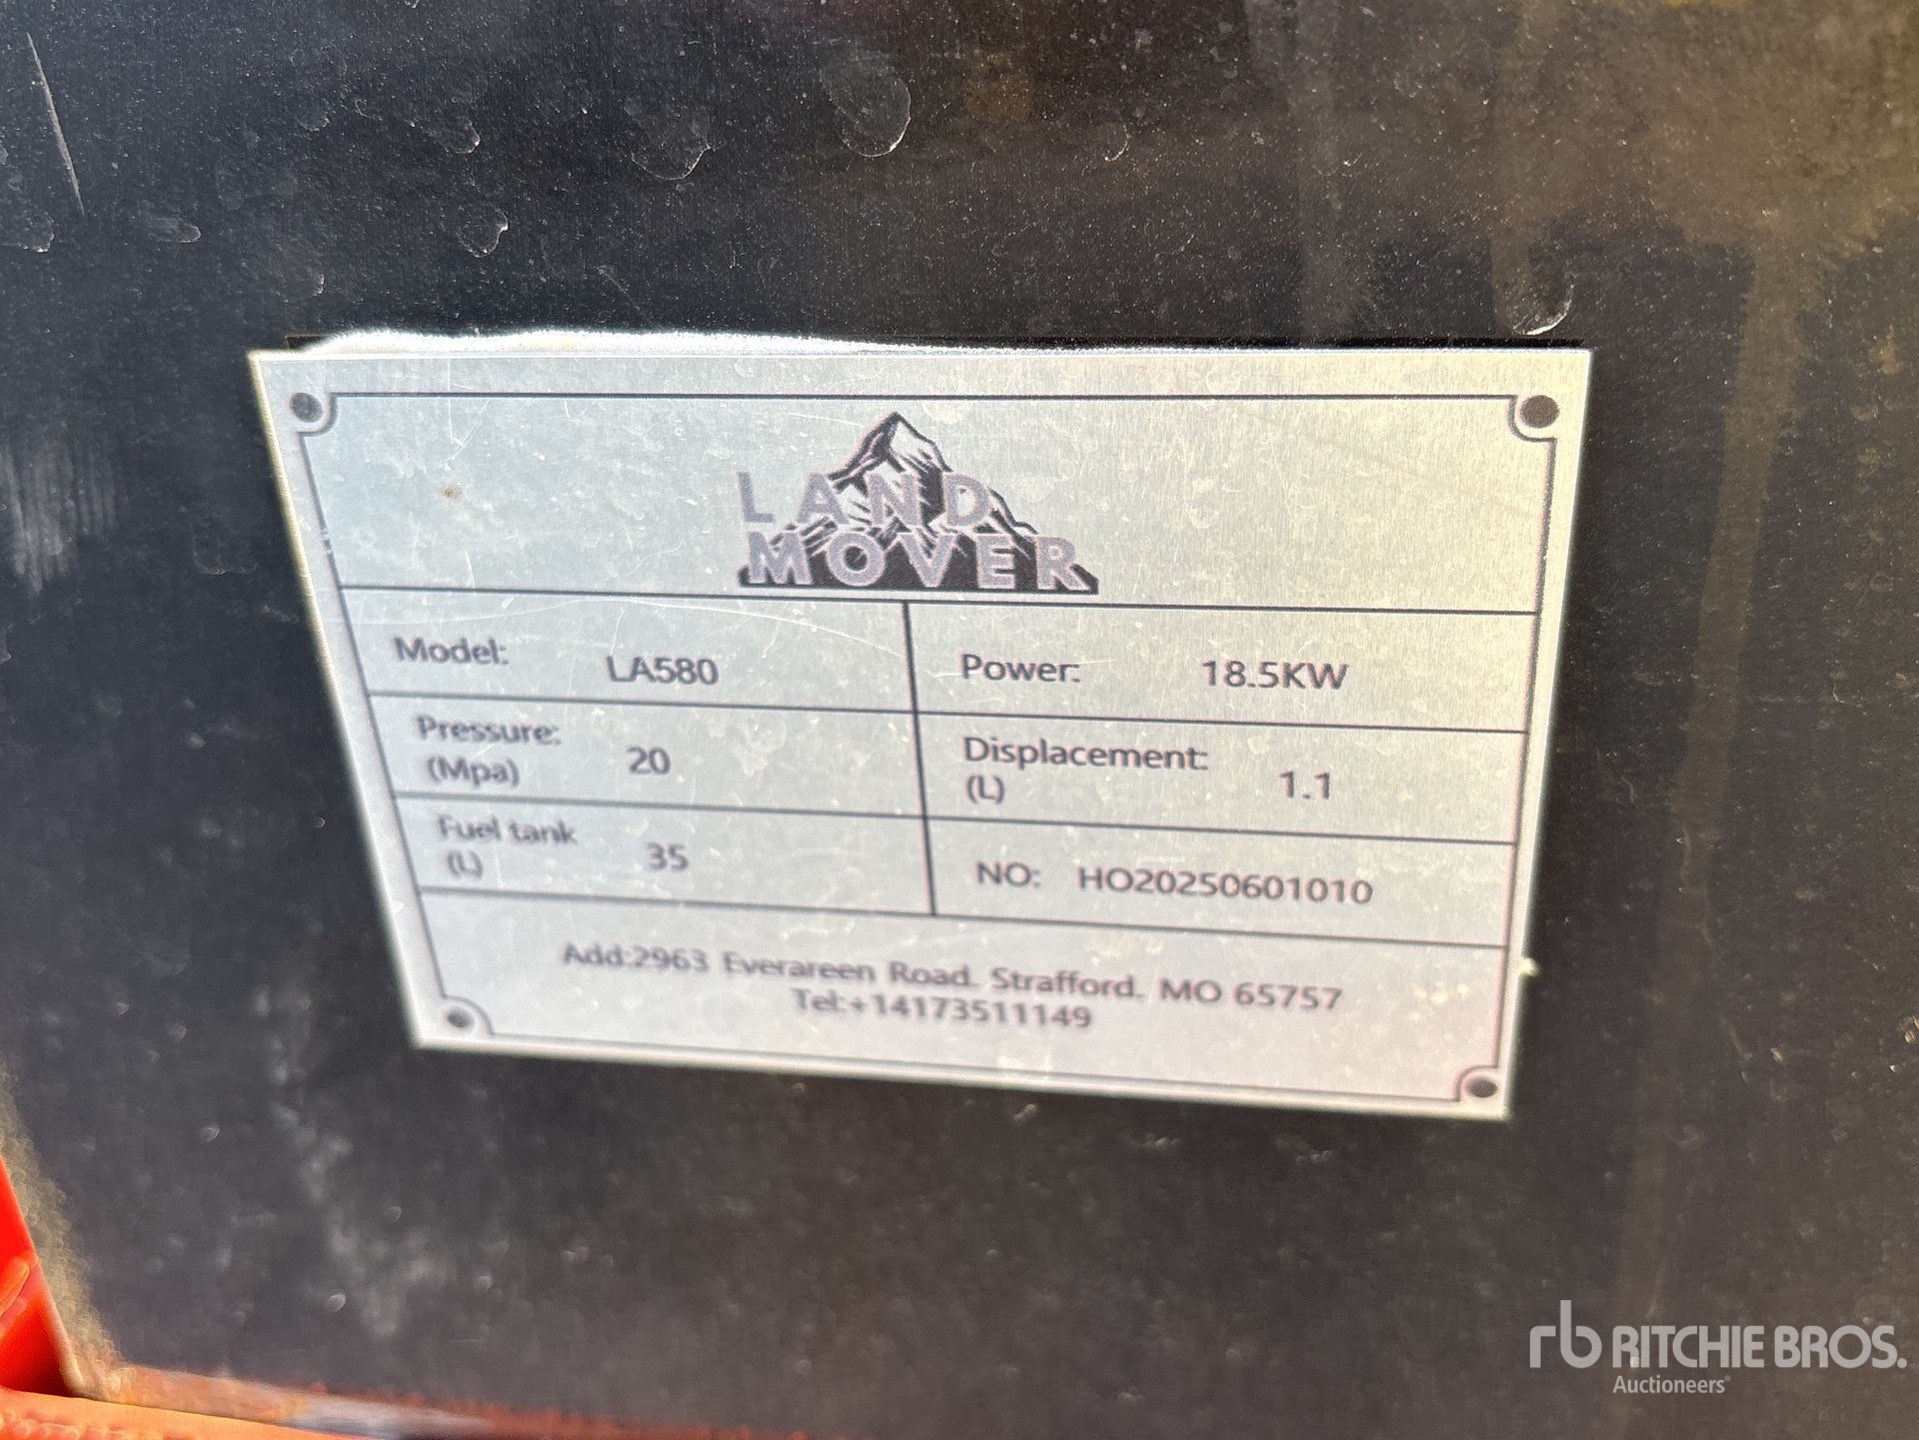 LAND
MOVER
Model: LA580
Power: 18.5KW
Pressure: (Mpa) 20
Displacement: (L) 1.1
Fuel tank (L) 35
NO: HO20250601010
Add:2963 Everareen Road. Strafford. MO 65757
Tel:+14173511149
rb RITCHIE BROS.
Auctioneers